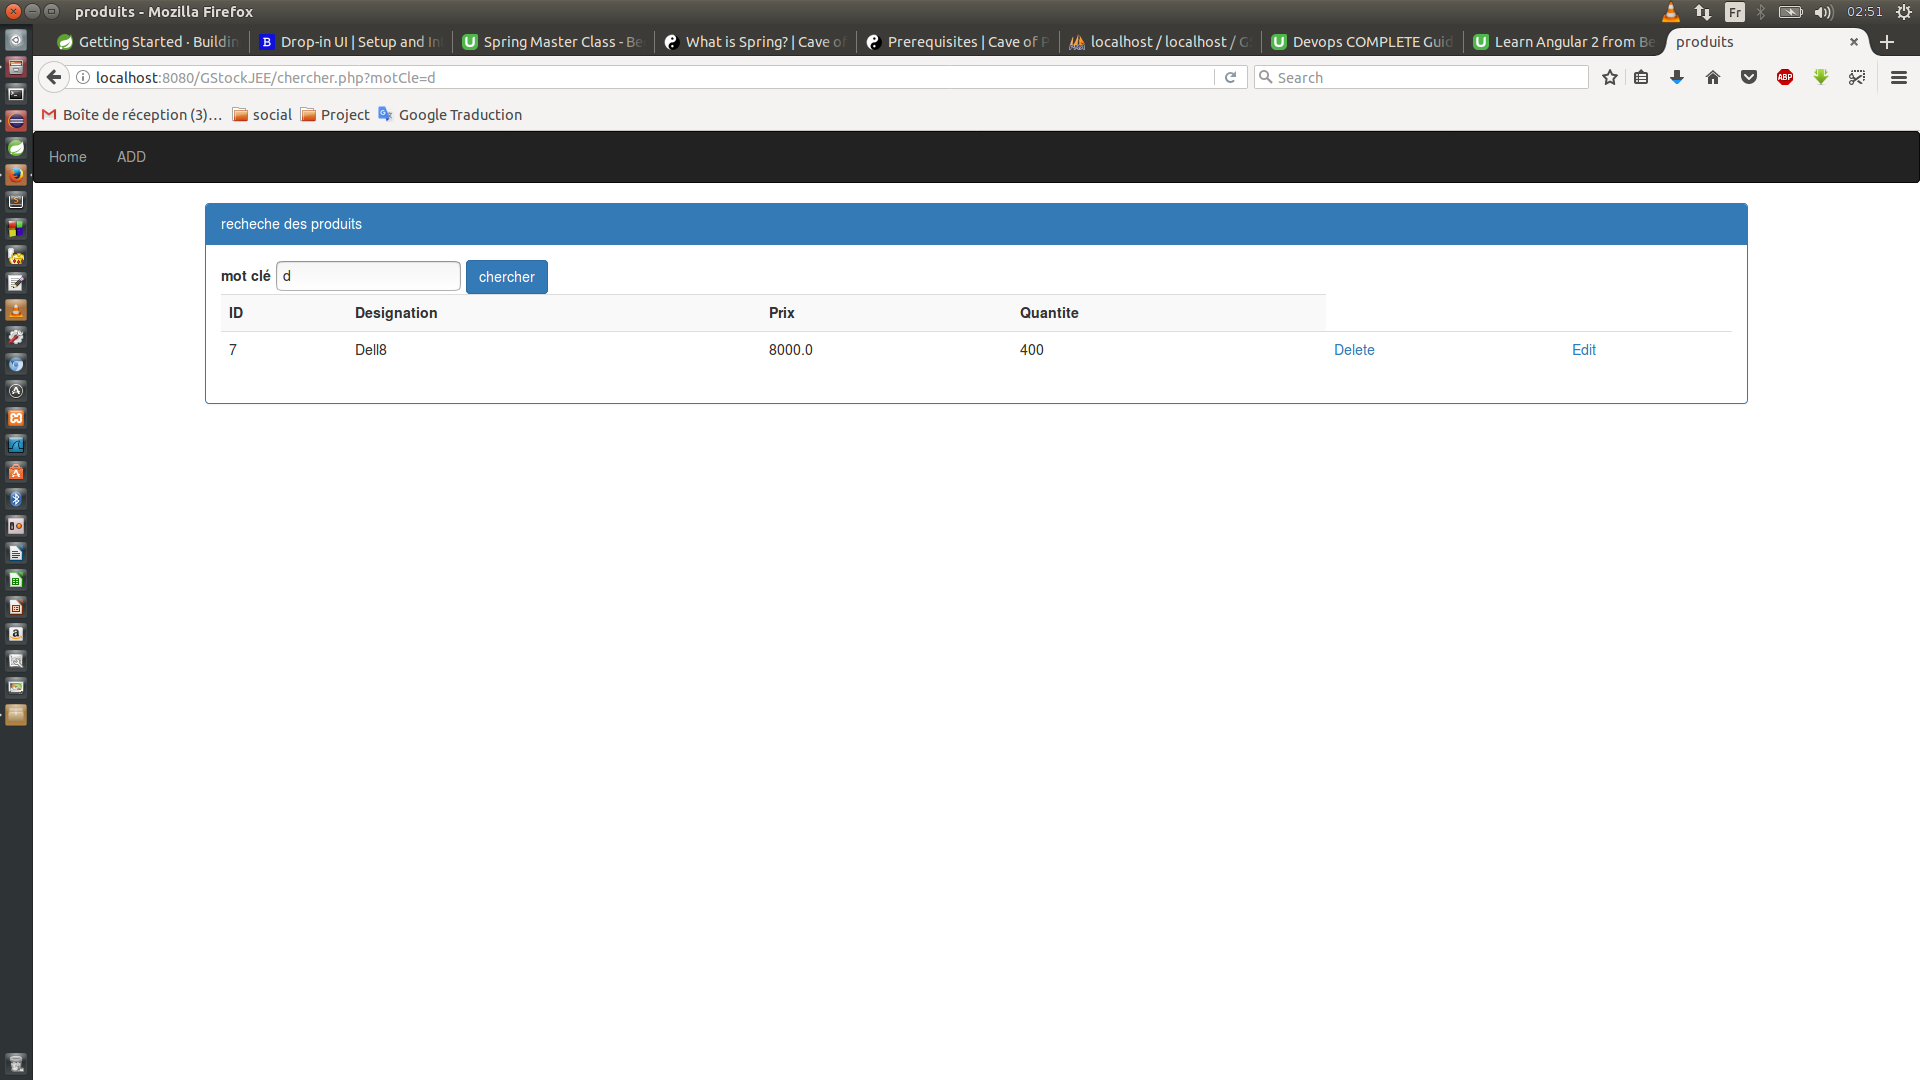 produits - Mozilla Firefox
Fr
02:51
Getting Started · Buildin
Drop-in UI | Setup and In
Spring Master Class - Be
What is Spring? | Cave of
Prerequisites | Cave of P
localhost / localhost / G
Devops COMPLETE Guid
Learn Angular 2 from Be
produits
localhost:8080/GStockJEE/chercher.php?motCle=d
Search
ABP
Boîte de réception (3)...
social
Project
Google Traduction
Home
ADD
recheche des produits
mot clé
d
chercher
ID Designation Prix Quantite
7 Dell8 8000.0 400 Delete Edit